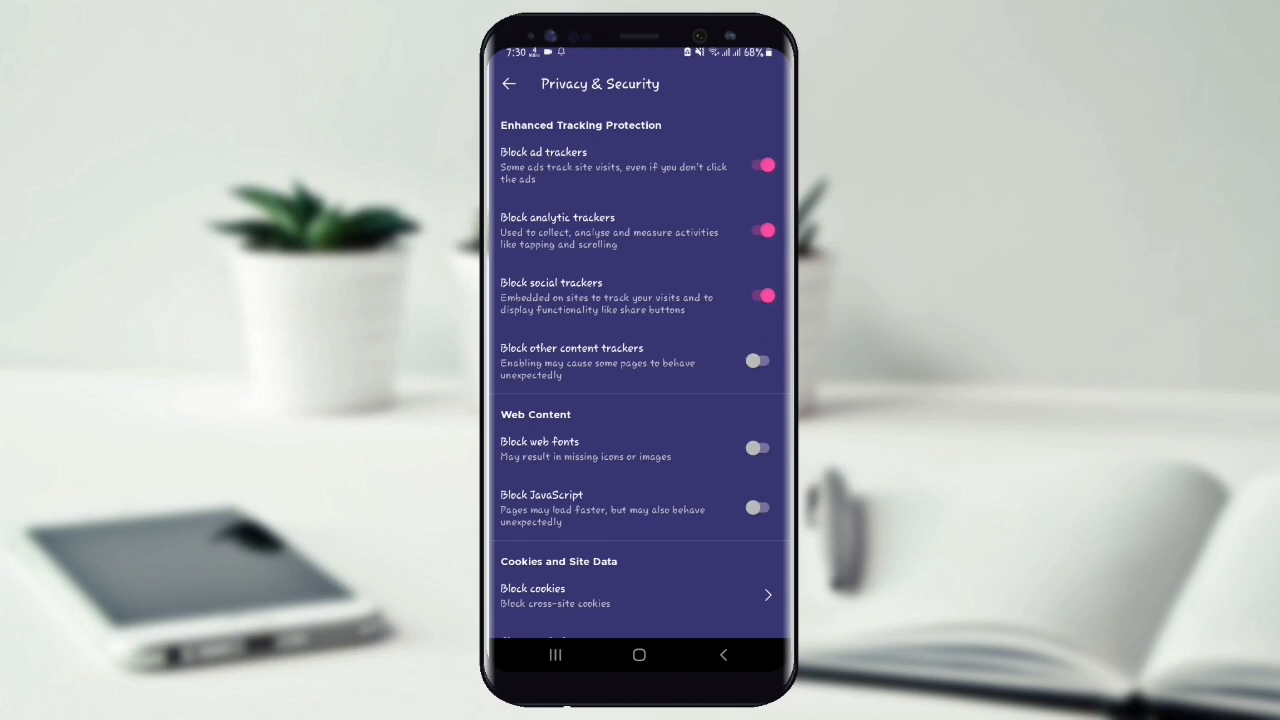 7:30
68%
Privacy & Security
Enhanced Tracking Protection
Block ad trackers
Some ads track site visits, even if you don't click
the ads
Block analytic trackers
Used to collect, analyse and measure activities
like tapping and scrolling
Block social trackers
Embedded on sites to track your visits and to
display functionality like share buttons
Block other content trackers
Enabling may cause some pages to behave
unexpectedly
Web Content
Block web fonts
May result in missing icons or images
Block JavaScript
Pages may load faster, but may also behave
unexpectedly
Cookies and Site Data
Block cookies
Block cross-site cookies